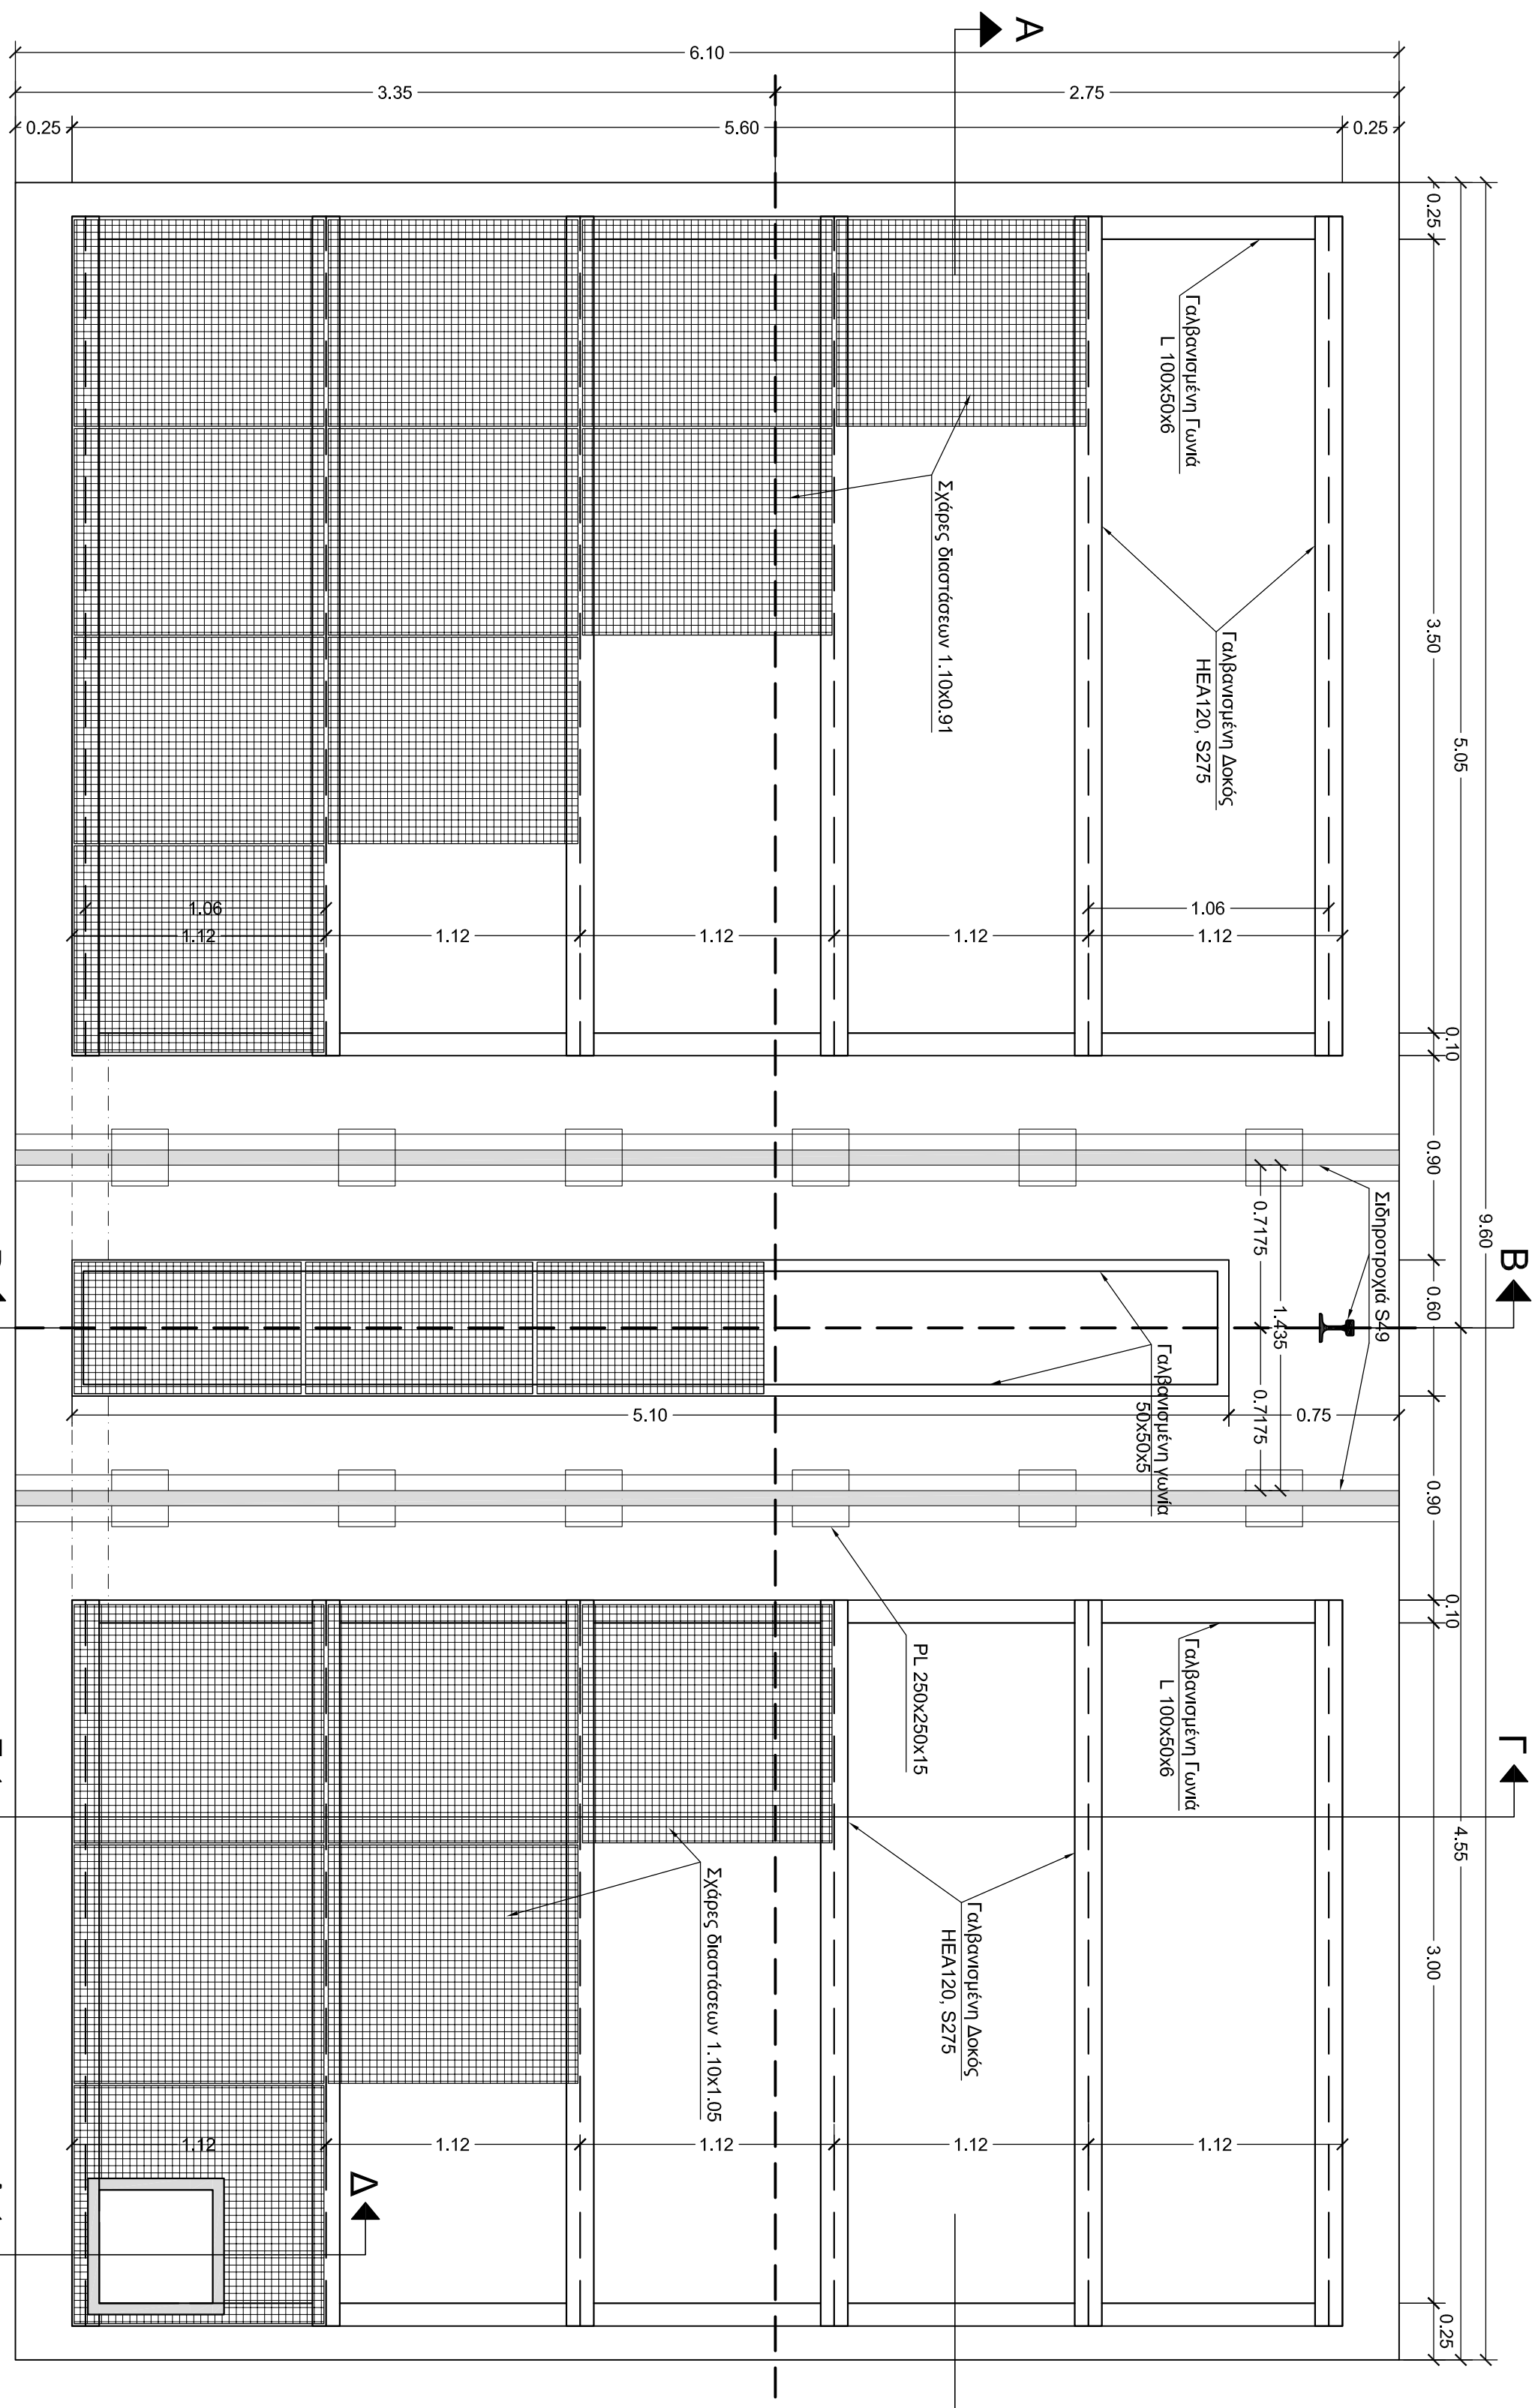 A
6.10
3.35
2.75
0.25
5.60
0.25
0.25
3.50
5.05
0.10
0.90
9.60
0.60
0.90
0.10
3.00
4.55
0.25
B
Γ
Γαλβανισμένη Γωνιά
L 100x50x6
Γαλβανισμένη Δοκός
HEA120, S275
Σχάρες διαστάσεων 1.10x0.91
1.06
1.12
1.12
1.12
1.12
1.06
1.12
Σιδηροτροχιά S49
0.7175
1.435
0.7175
Γαλβανισμένη γωνία
50x50x5
5.10
0.75
PL 250x250x15
Γαλβανισμένη Γωνιά
L 100x50x6
Γαλβανισμένη Δοκός
HEA120, S275
Σχάρες διαστάσεων 1.10x1.05
1.12
1.12
1.12
1.12
1.12
Δ